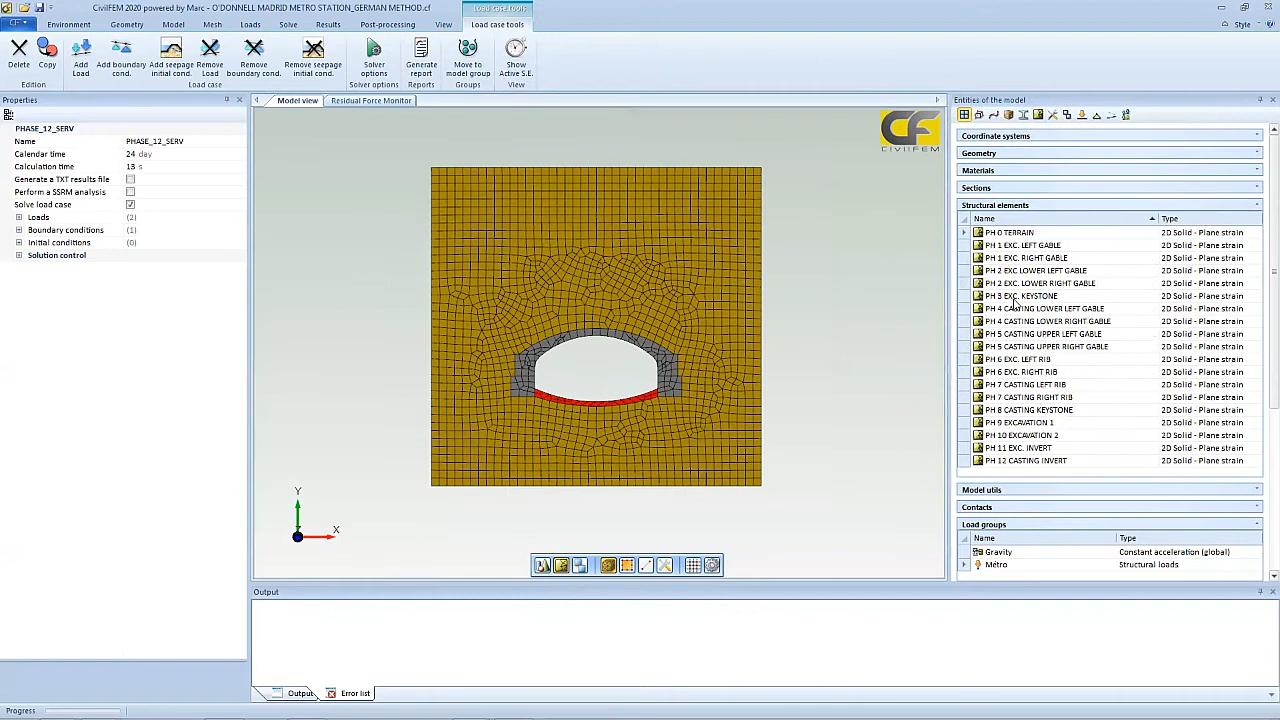 CivilFEM 2020 powered by Marc - O'DONNELL MADRID METRO STATION_GERMAN METHOD.cf
Load case tools
CF
Environment
Geometry
Model
Mesh
Loads
Solve
Results
Post-processing
View
Load case tools
Style
Delete
Copy
Add Load
Add boundary cond.
Add seepage initial cond.
Remove Load
Remove boundary cond.
Remove seepage initial cond.
Solver options
Generate report
Move to model group
Show Active S.E.
Edition
Load case
Solver options
Reports
Groups
View
Properties
PHASE_12_SERV
Name PHASE_12_SERV
Calendar time 24 day
Calculation time 13 s
Generate a TXT results file
Perform a SSRM analysis
Solve load case
Loads (2)
Boundary conditions (1)
Initial conditions (0)
Solution control
Model view
Residual Force Monitor
CF
CIVILFEM
Y
X
Z
Entities of the model
Coordinate systems
Geometry
Materials
Sections
Structural elements
Name Type
PH 0 TERRAIN 2D Solid - Plane strain
PH 1 EXC. LEFT GABLE 2D Solid - Plane strain
PH 1 EXC. RIGHT GABLE 2D Solid - Plane strain
PH 2 EXC LOWER LEFT GABLE 2D Solid - Plane strain
PH 2 EXC. LOWER RIGHT GABLE 2D Solid - Plane strain
PH 3 EXC. KEYSTONE 2D Solid - Plane strain
PH 4 CASTING LOWER LEFT GABLE 2D Solid - Plane strain
PH 4 CASTING LOWER RIGHT GABLE 2D Solid - Plane strain
PH 5 CASTING UPPER LEFT GABLE 2D Solid - Plane strain
PH 5 CASTING UPPER RIGHT GABLE 2D Solid - Plane strain
PH 6 EXC. LEFT RIB 2D Solid - Plane strain
PH 6 EXC. RIGHT RIB 2D Solid - Plane strain
PH 7 CASTING LEFT RIB 2D Solid - Plane strain
PH 7 CASTING RIGHT RIB 2D Solid - Plane strain
PH 8 CASTING KEYSTONE 2D Solid - Plane strain
PH 9 EXCAVATION 1 2D Solid - Plane strain
PH 10 EXCAVATION 2 2D Solid - Plane strain
PH 11 EXC. INVERT 2D Solid - Plane strain
PH 12 CASTING INVERT 2D Solid - Plane strain
Model utils
Contacts
Load groups
Name Type
Gravity Constant acceleration (global)
Métro Structural loads
Output
Output
Error list
Progress